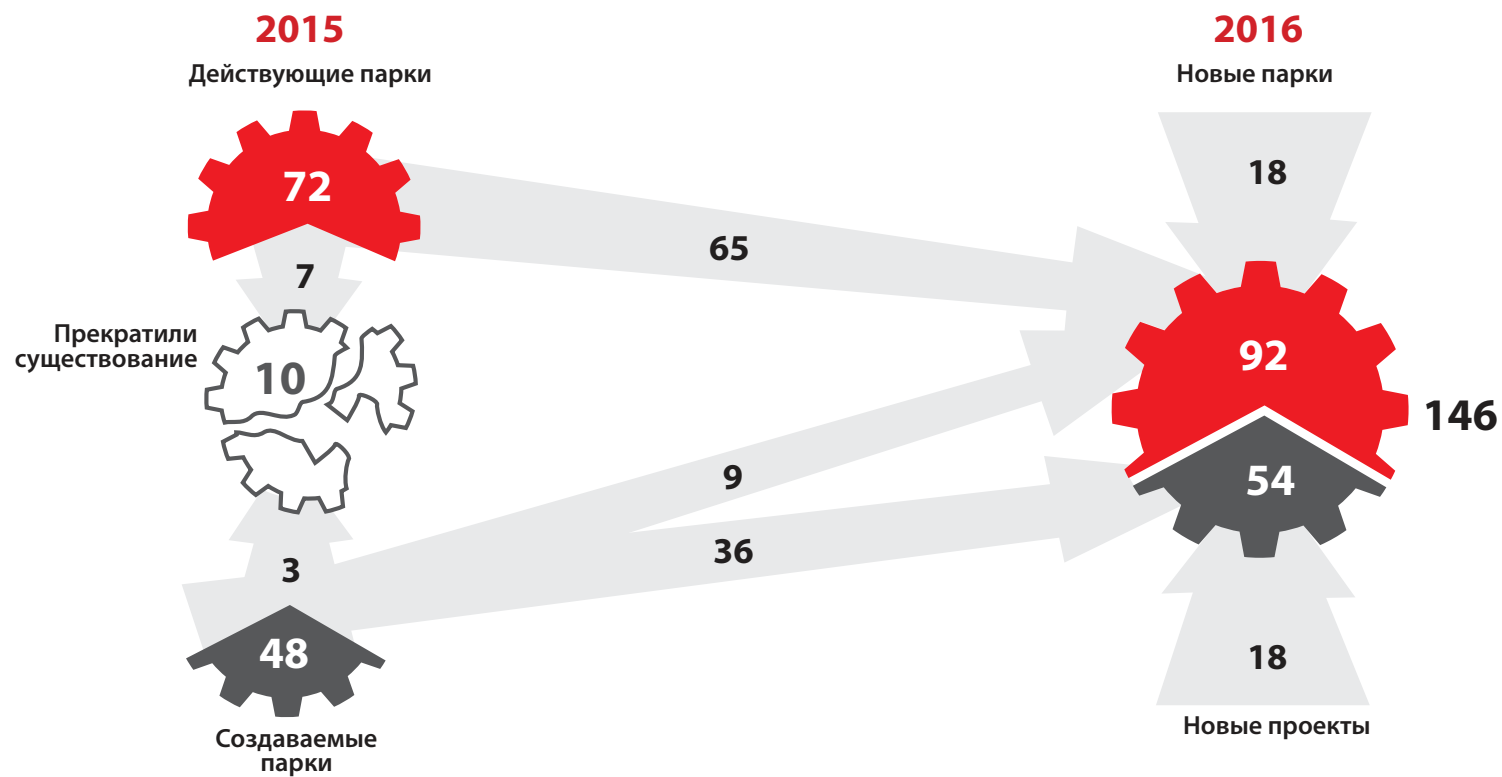 2015
Действующие парки
72
7
Прекратили
существование
10
3
48
Создаваемые
парки
65
9
36
2016
Новые парки
18
92
146
54
18
Новые проекты